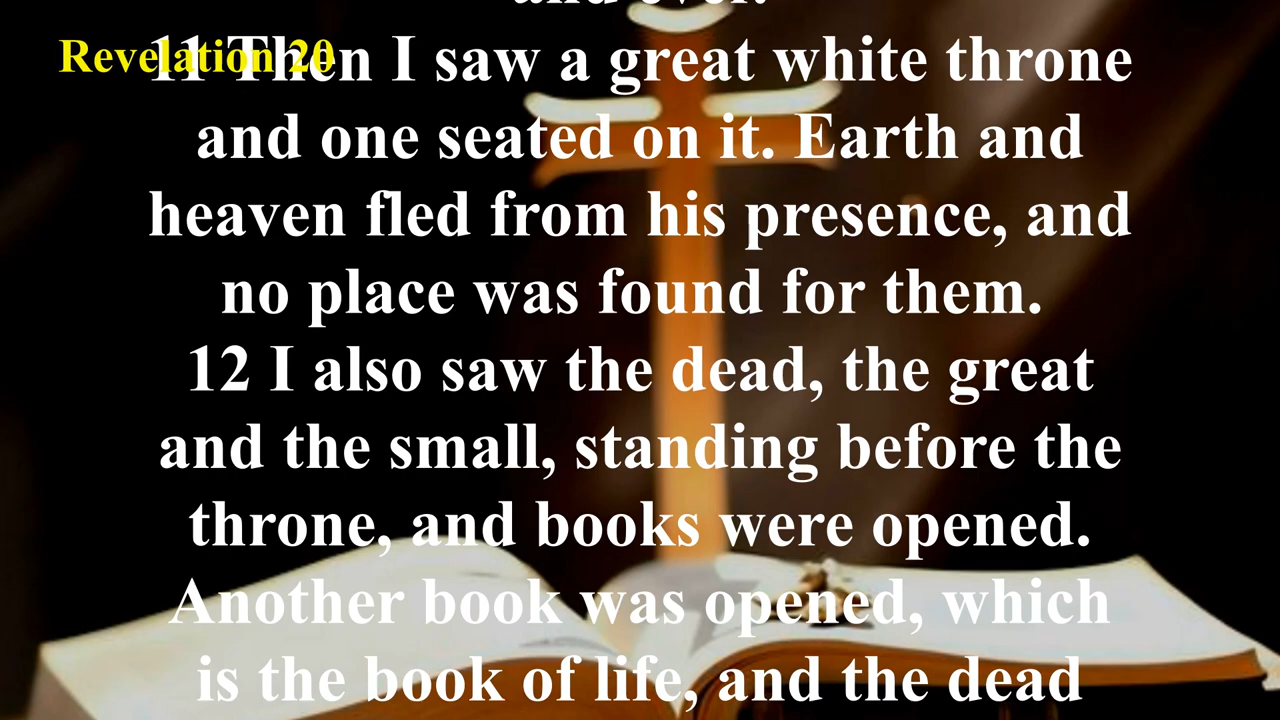 and ever.
Revelation 20
11 Then I saw a great white throne
and one seated on it. Earth and
heaven fled from his presence, and
no place was found for them.
12 I also saw the dead, the great
and the small, standing before the
throne, and books were opened.
Another book was opened, which
is the book of life, and the dead